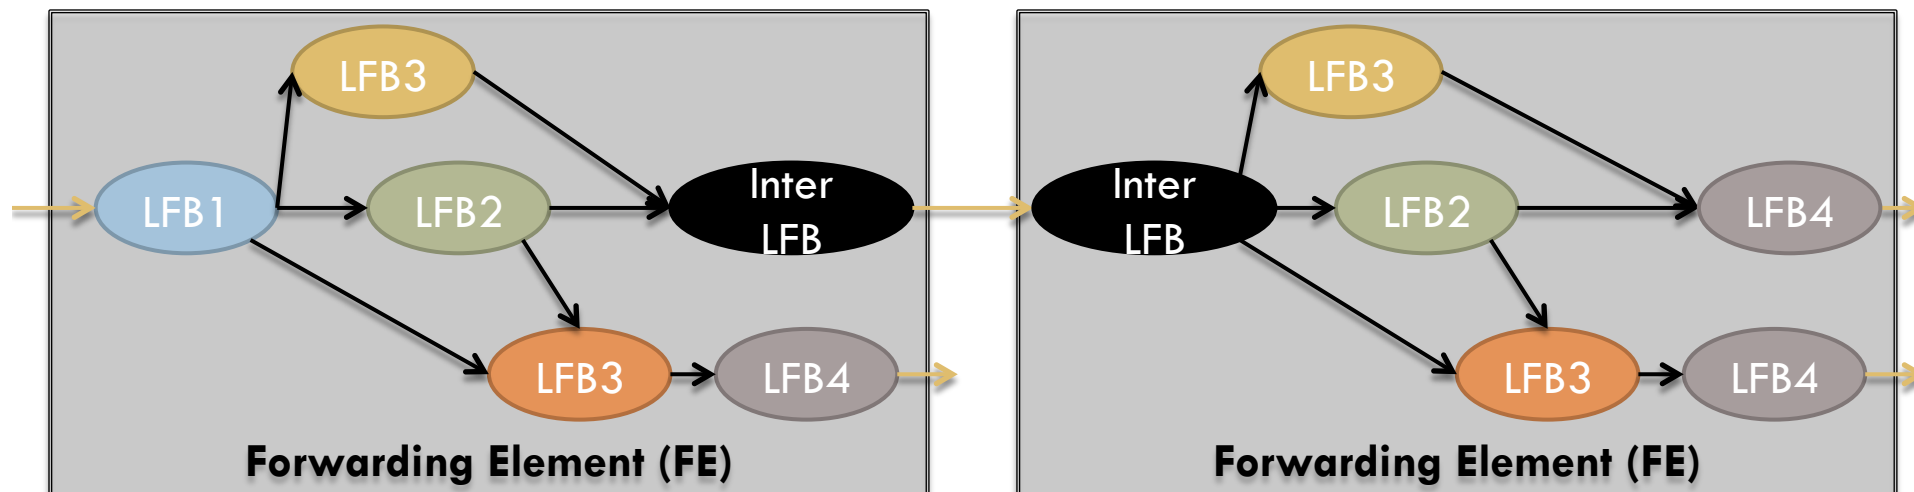 LFB3
LFB1
LFB2
Inter
LFB
LFB3
LFB4
Forwarding Element (FE)
LFB3
Inter
LFB
LFB2
LFB4
LFB3
LFB4
Forwarding Element (FE)